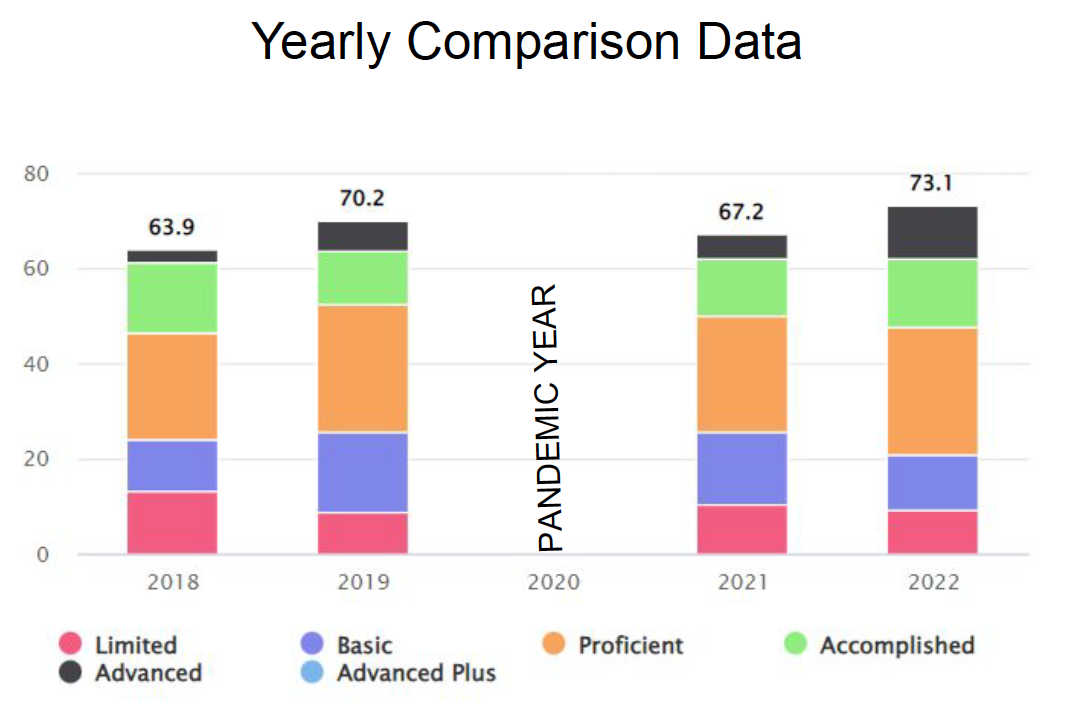 Yearly Comparison Data
80
60
40
20
0
63.9
70.2
67.2
73.1
PANDEMIC YEAR
2018 2019 2020 2021 2022
Limited Basic Proficient Accomplished
Advanced Advanced Plus